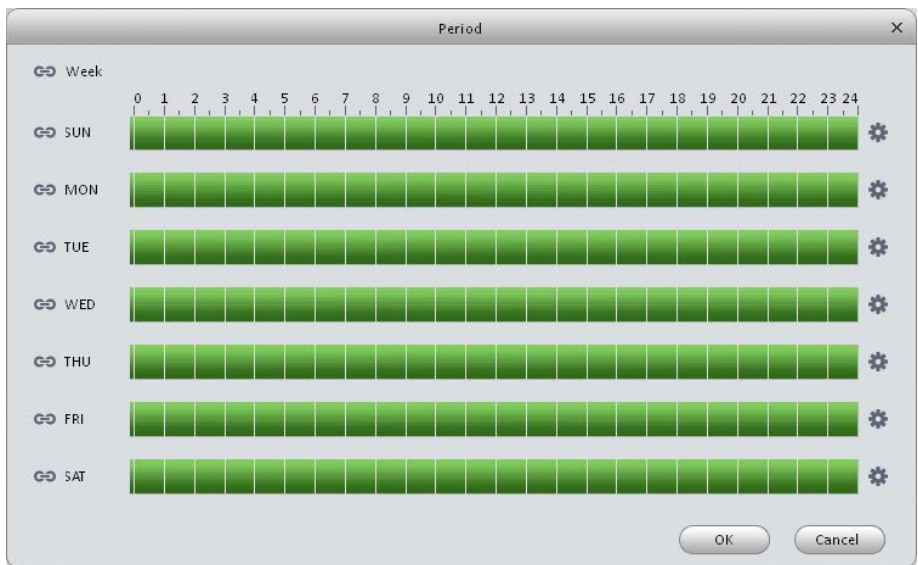 Period
Week
0 1 2 3 4 5 6 7 8 9 10 11 12 13 14 15 16 17 18 19 20 21 22 23 24
SUN
MON
TUE
WED
THU
FRI
SAT
OK Cancel